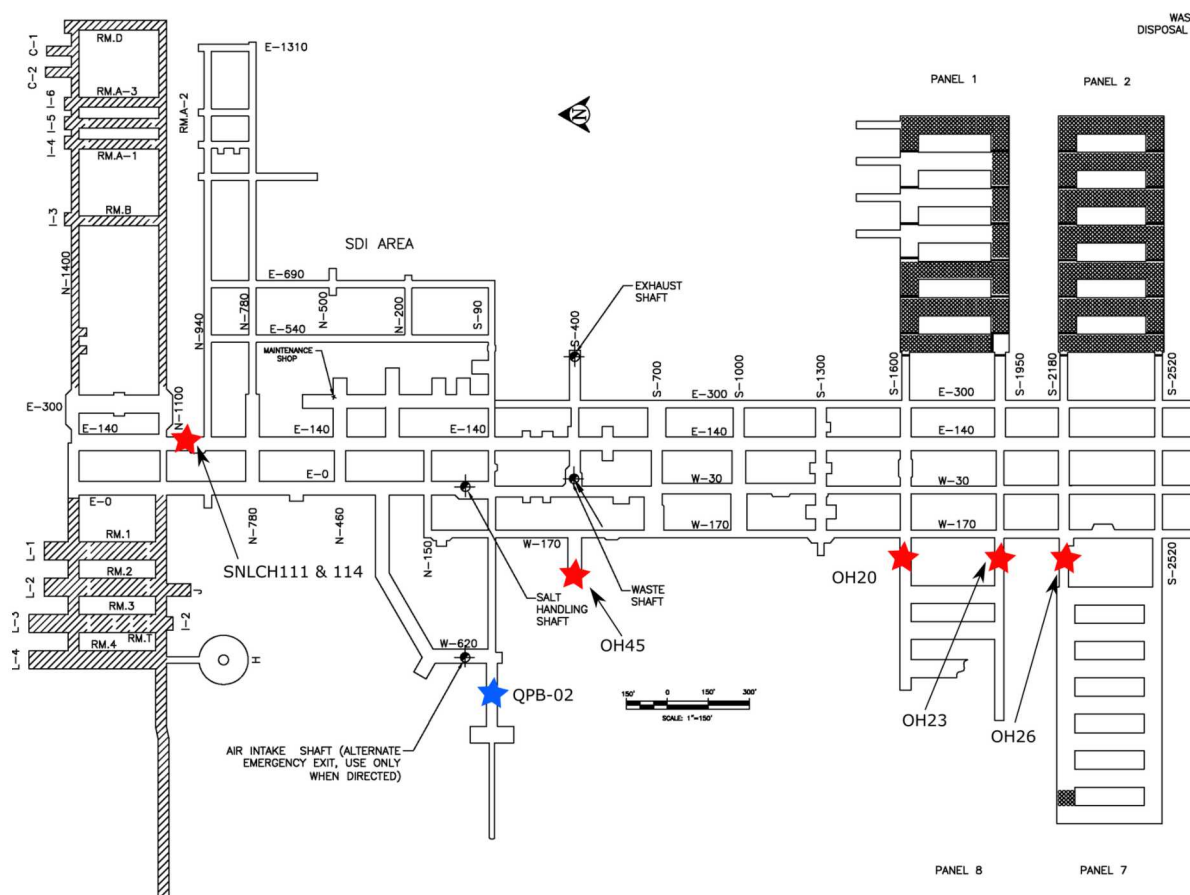 WAS
DISPOSAL
C-1
C-2
I-6
I-5
I-4
I-3
RM.D
RM.A-3
RM.A-1
RM.B
RM.A-2
E-1310
N
PANEL 1
PANEL 2
SDI AREA
N-1400
N-940
N-780
E-690
N-500
N-200
S-90
E-540
MAINTENANCE
SHOP
EXHAUST
SHAFT
S-400
S-700
S-1000
S-1300
S-1600
S-1950
S-2180
S-2520
E-300
N-1100
E-300
E-300
E-140
E-140
E-140
E-140
E-140
E-0
W-30
W-30
E-0
N-780
N-460
N-150
W-170
W-170
W-170
S-2520
L-1
L-2
L-3
L-4
RM.1
RM.2
RM.3
RM.T
RM.4
J
I-2
H
SNLCH111 & 114
SALT
HANDLING
SHAFT
WASTE
SHAFT
OH45
OH20
OH23
OH26
W-620
QPB-02
150'
0
150'
300'
SCALE: 1"=150'
AIR INTAKE SHAFT (ALTERNATE
EMERGENCY EXIT, USE ONLY
WHEN DIRECTED)
PANEL 8
PANEL 7